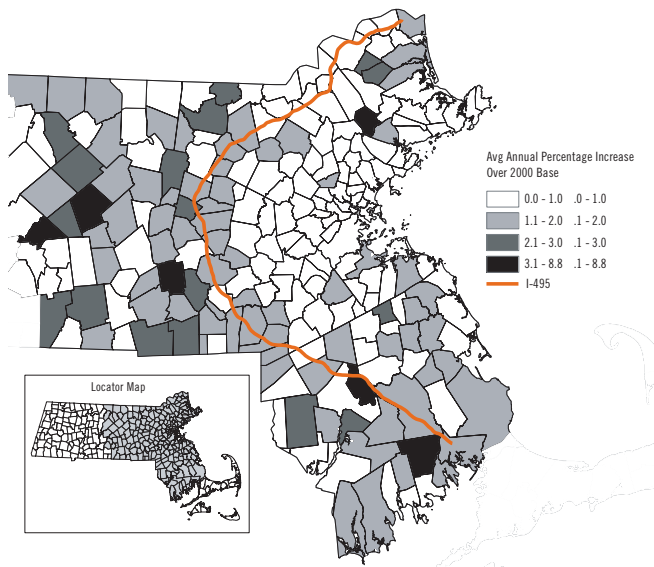 Avg Annual Percentage Increase
Over 2000 Base
0.0 - 1.0 .0 - 1.0
1.1 - 2.0 .1 - 2.0
2.1 - 3.0 .1 - 3.0
3.1 - 8.8 .1 - 8.8
I-495
Locator Map